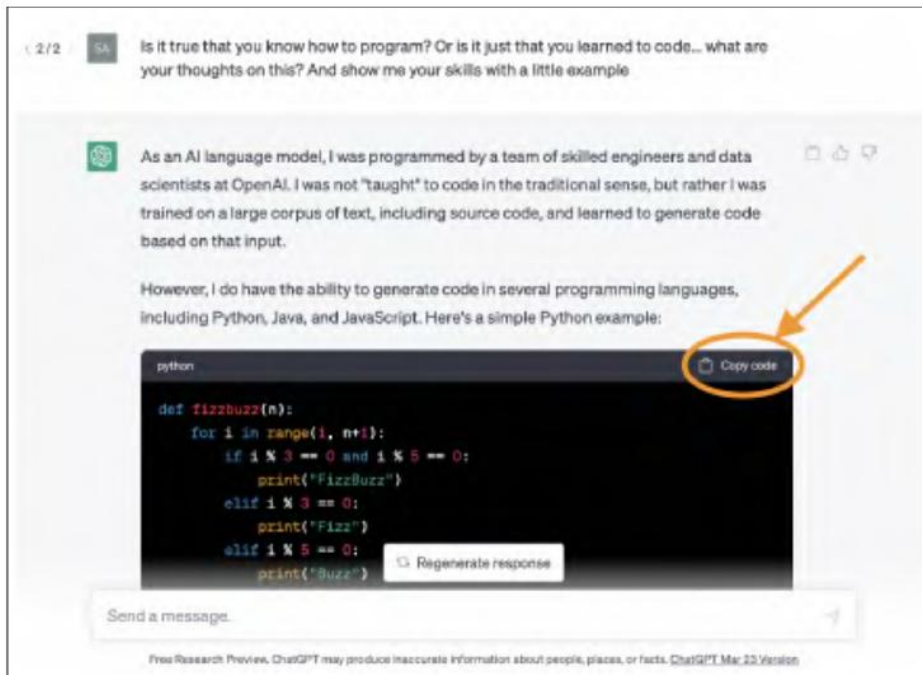 2/2
SA
Is it true that you know how to program? Or is it just that you learned to code... what are
your thoughts on this? And show me your skills with a little example
As an AI language model, I was programmed by a team of skilled engineers and data
scientists at OpenAI. I was not "taught" to code in the traditional sense, but rather I was
trained on a large corpus of text, including source code, and learned to generate code
based on that input.
However, I do have the ability to generate code in several programming languages,
including Python, Java, and JavaScript. Here's a simple Python example:
python
Copy code
def fizzbuzz(n):
    for i in range(1, n+1):
        if i % 3 == 0 and i % 5 == 0:
            print("FizzBuzz")
        elif i % 3 == 0:
            print("Fizz")
        elif i % 5 == 0:
            print("Buzz")
Regenerate response
Send a message.
Free Research Preview. ChatGPT may produce inaccurate information about people, places, or facts. ChatGPT Mar 23 Version